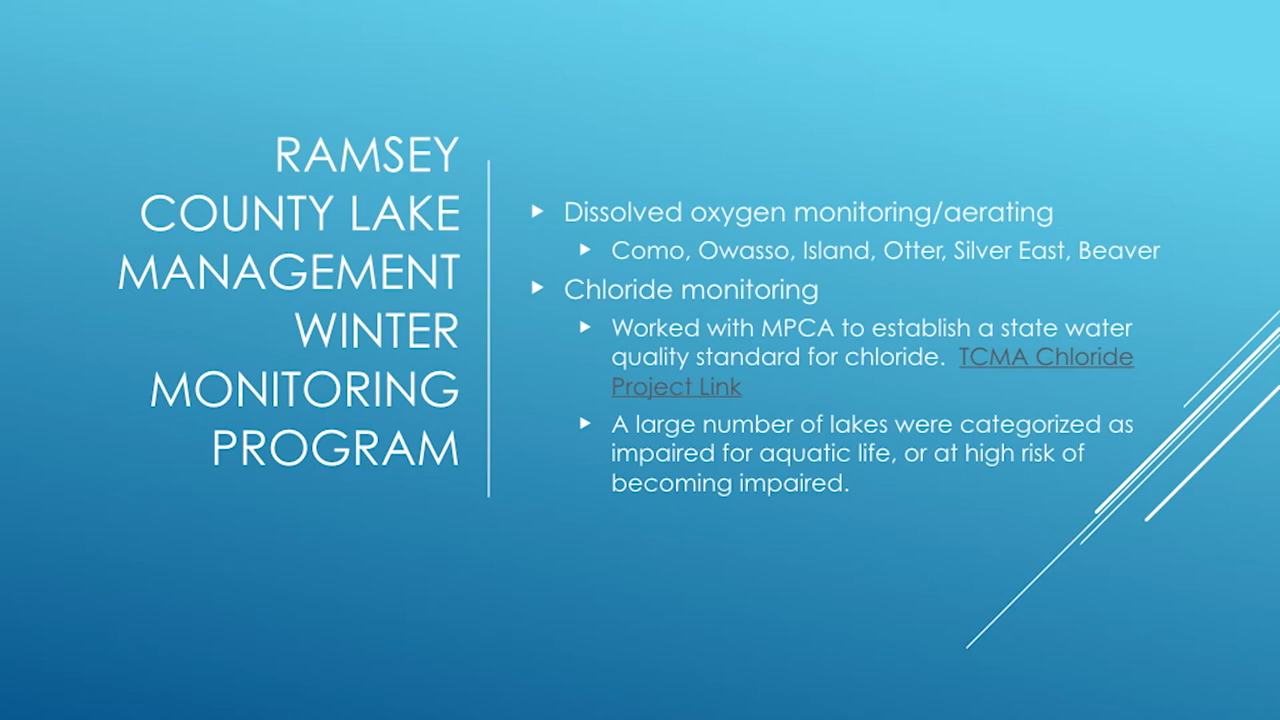 RAMSEY
COUNTY LAKE
MANAGEMENT
WINTER
MONITORING
PROGRAM
Dissolved oxygen monitoring/aerating
Como, Owasso, Island, Otter, Silver East, Beaver
Chloride monitoring
Worked with MPCA to establish a state water
quality standard for chloride. TCMA Chloride
Project Link
A large number of lakes were categorized as
impaired for aquatic life, or at high risk of
becoming impaired.